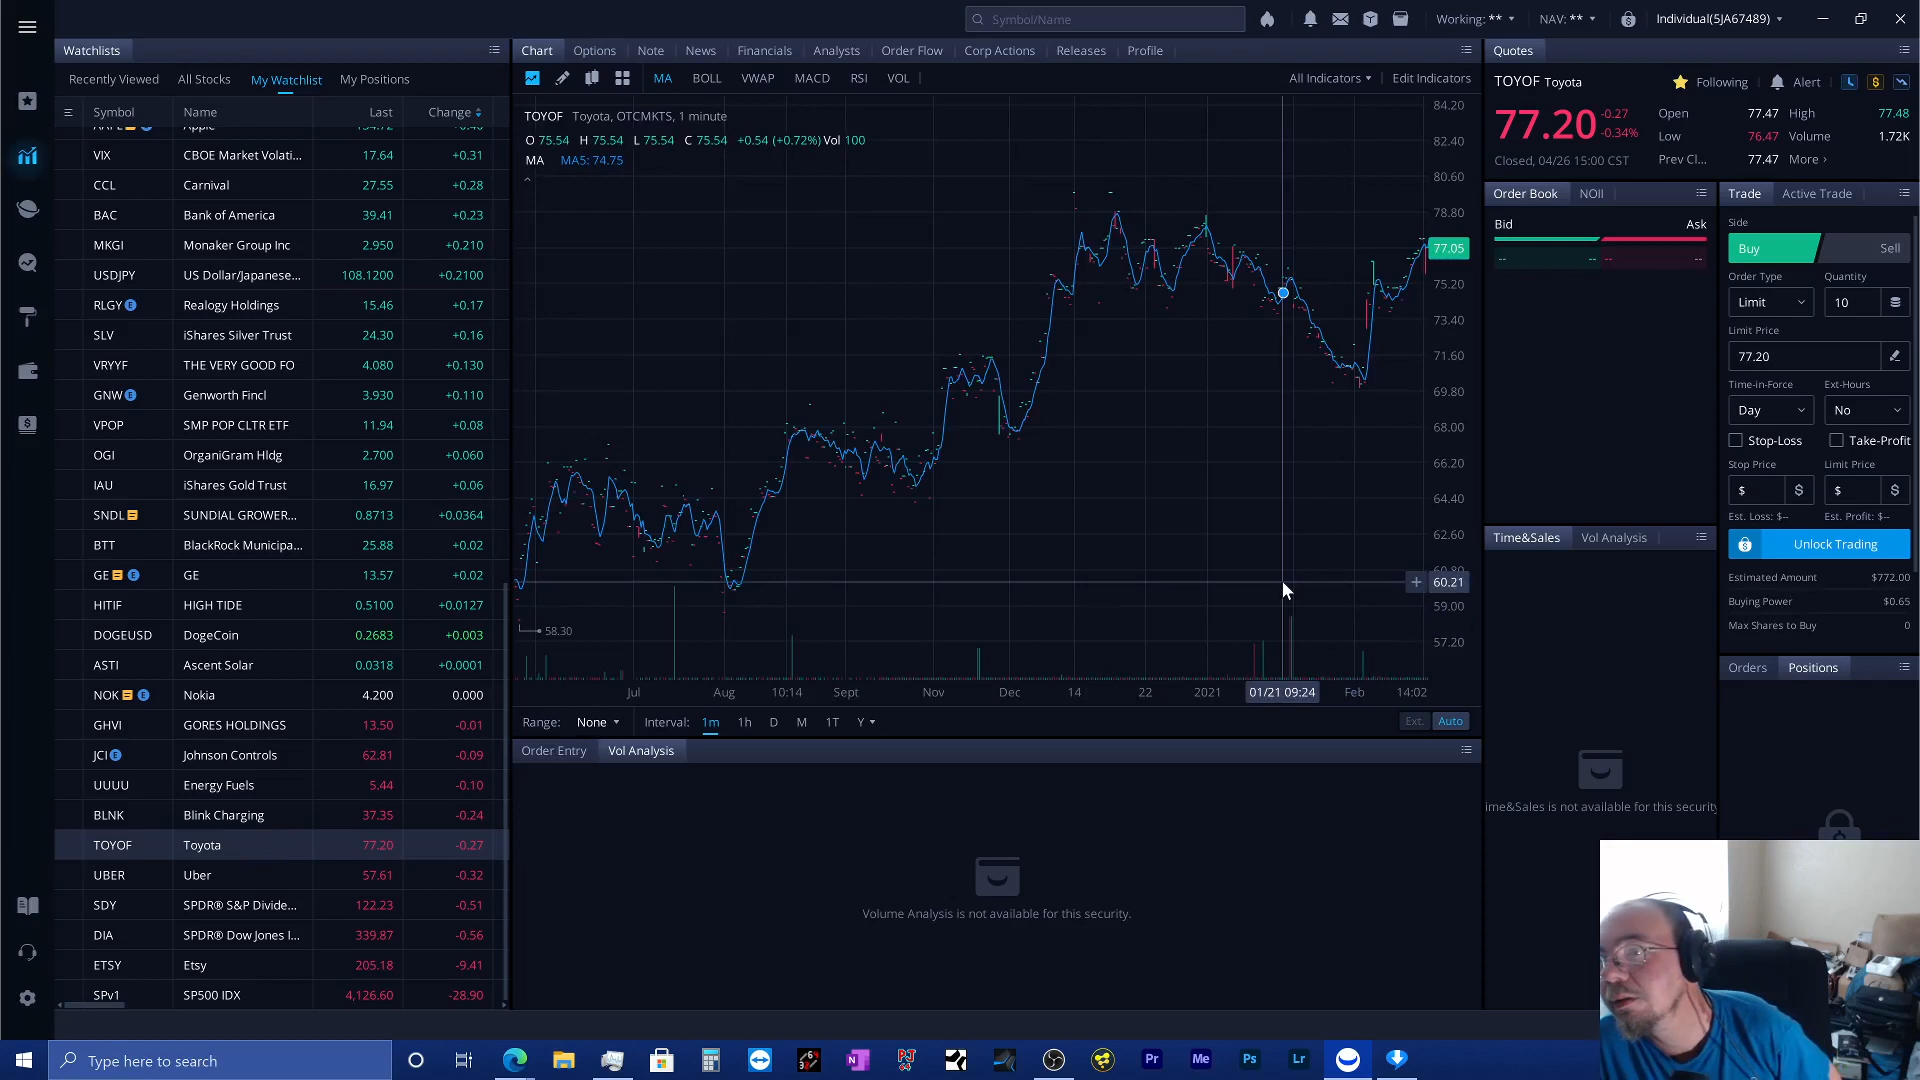 Symbol/Name
Working: **
NAV: **
Individual(5JA67489)
Watchlists
Recently Viewed
All Stocks
My Watchlist
My Positions
Symbol Name Last Change
VIX CBOE Market Volati... 17.64 +0.31
CCL Carnival 27.55 +0.28
BAC Bank of America 39.41 +0.23
MKGI Monaker Group Inc 2.950 +0.210
USDJPY US Dollar/Japanese... 108.1200 +0.2100
RLGY E Realogy Holdings 15.46 +0.17
SLV iShares Silver Trust 24.30 +0.16
VRYYF THE VERY GOOD FO 4.080 +0.130
GNW E Genworth Fincl 3.930 +0.110
VPOP SMP POP CLTR ETF 11.94 +0.08
OGI OrganiGram Hldg 2.700 +0.060
IAU iShares Gold Trust 16.97 +0.06
SNDL SUNDIAL GROWER... 0.8713 +0.0364
BTT BlackRock Municipa... 25.88 +0.02
GE E GE 13.57 +0.02
HITIF HIGH TIDE 0.5100 +0.0127
DOGEUSD DogeCoin 0.2683 +0.003
ASTI Ascent Solar 0.0318 +0.0001
NOK E Nokia 4.200 0.000
GHVI GORES HOLDINGS 13.50 -0.01
JCI E Johnson Controls 62.81 -0.09
UUUU Energy Fuels 5.44 -0.10
BLNK Blink Charging 37.35 -0.24
TOYOF Toyota 77.20 -0.27
UBER Uber 57.61 -0.32
SDY SPDR® S&P Divide... 122.23 -0.51
DIA SPDR® Dow Jones I... 339.87 -0.56
ETSY Etsy 205.18 -9.41
SPv1 SP500 IDX 4,126.60 -28.90
Chart Options Note News Financials Analysts Order Flow Corp Actions Releases Profile
MA BOLL VWAP MACD RSI VOL
All Indicators
Edit Indicators
TOYOF Toyota, OTCMKTS, 1 minute
O 75.54 H 75.54 L 75.54 C 75.54 +0.54 (+0.72%) Vol 100
MA MA5: 74.75
84.20
82.40
80.60
78.80
77.05
75.20
73.40
71.60
69.80
68.00
66.20
64.40
62.60
60.80
60.21
59.00
57.20
58.30
Jul Aug 10:14 Sept Nov Dec 14 22 2021 01/21 09:24 Feb 14:02
Range: None
Interval: 1m 1h D M 1T Y
Ext. Auto
Order Entry
Vol Analysis
Volume Analysis is not available for this security.
Quotes
TOYOF Toyota
Following
Alert
77.20 -0.27
-0.34%
Closed, 04/26 15:00 CST
Open 77.47 High 77.48
Low 76.47 Volume 1.72K
Prev Cl... 77.47 More
Order Book
NOII
Bid Ask
-- -- -- --
Time&Sales
Vol Analysis
ime&Sales is not available for this security
Trade
Active Trade
Side
Buy Sell
Order Type Quantity
Limit 10
Limit Price
77.20
Time-in-Force Ext-Hours
Day No
Stop-Loss Take-Profit
Stop Price Limit Price
$ $ $ $
Est. Loss: $-- Est. Profit: $--
Unlock Trading
Estimated Amount $772.00
Buying Power $0.65
Max Shares to Buy 0
Orders
Positions
Type here to search
Pr Me Ps Lr